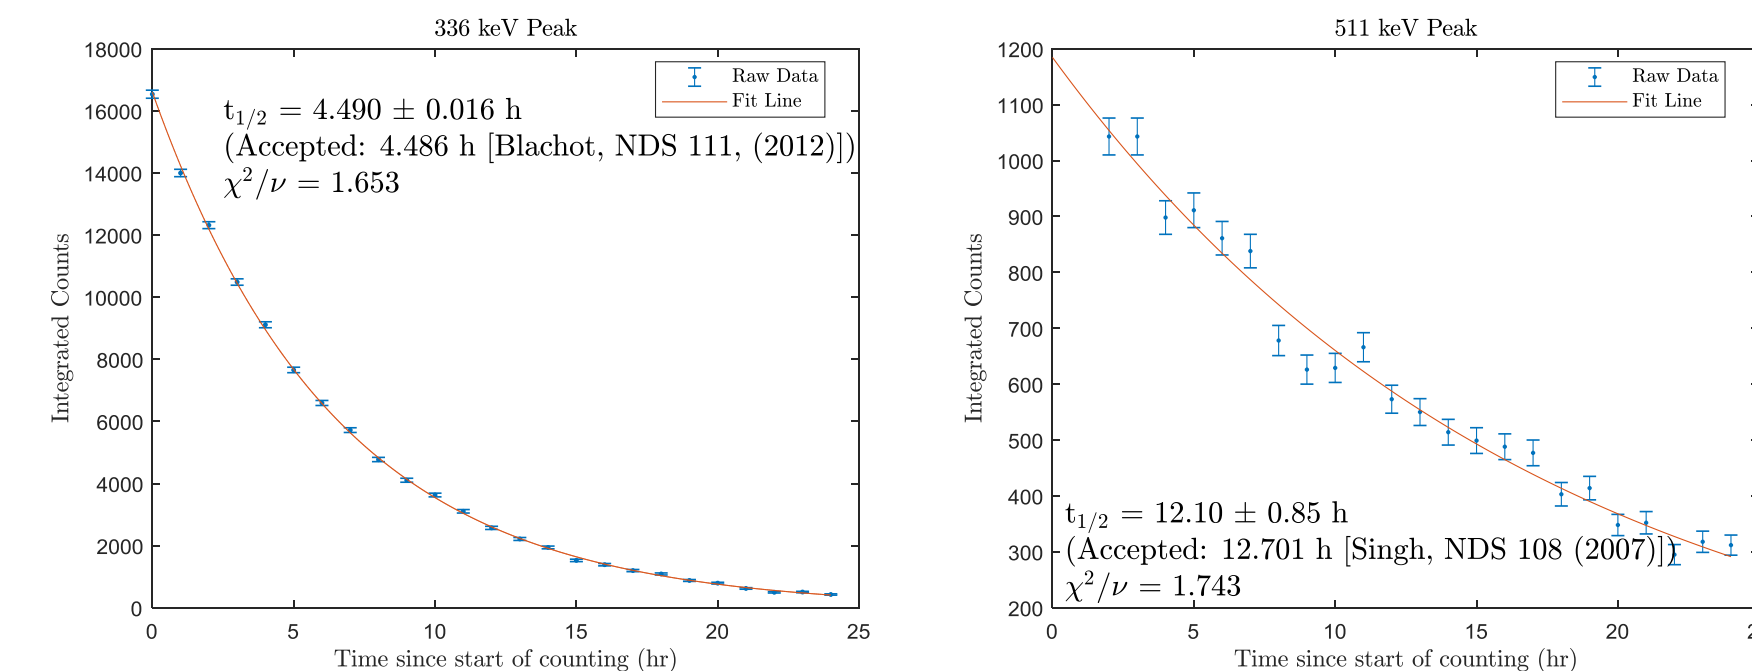 336 keV Peak
18000
16000
14000
12000
10000
8000
6000
4000
2000
0
Integrated Counts
Raw Data
Fit Line
t1/2 = 4.490 ± 0.016 h
(Accepted: 4.486 h [Blachot, NDS 111, (2012)])
χ²/ν = 1.653
0 5 10 15 20 25
Time since start of counting (hr)
511 keV Peak
1200
1100
1000
900
800
700
600
500
400
300
200
Integrated Counts
Raw Data
Fit Line
t1/2 = 12.10 ± 0.85 h
(Accepted: 12.701 h [Singh, NDS 108 (2007)])
χ²/ν = 1.743
0 5 10 15 20
Time since start of counting (hr)